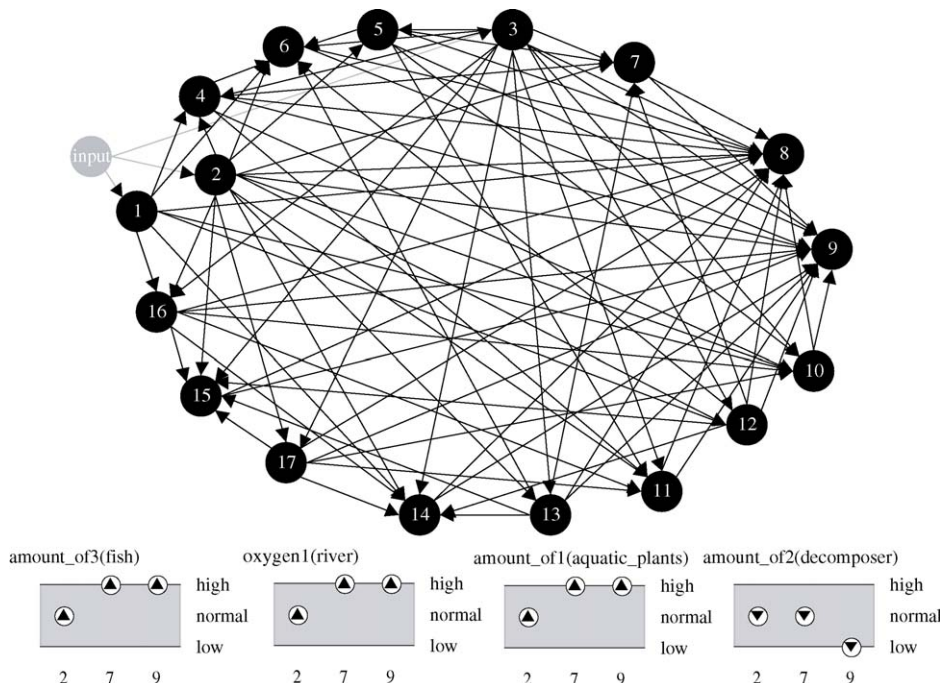 3
5
6
7
4
8
input
2
1
9
16
10
15
12
17
11
14
13
amount_of3(fish)
high
normal
low
2 7 9
oxygen1(river)
high
normal
low
2 7 9
amount_of1(aquatic_plants)
high
normal
low
2 7 9
amount_of2(decomposer)
high
normal
low
2 7 9